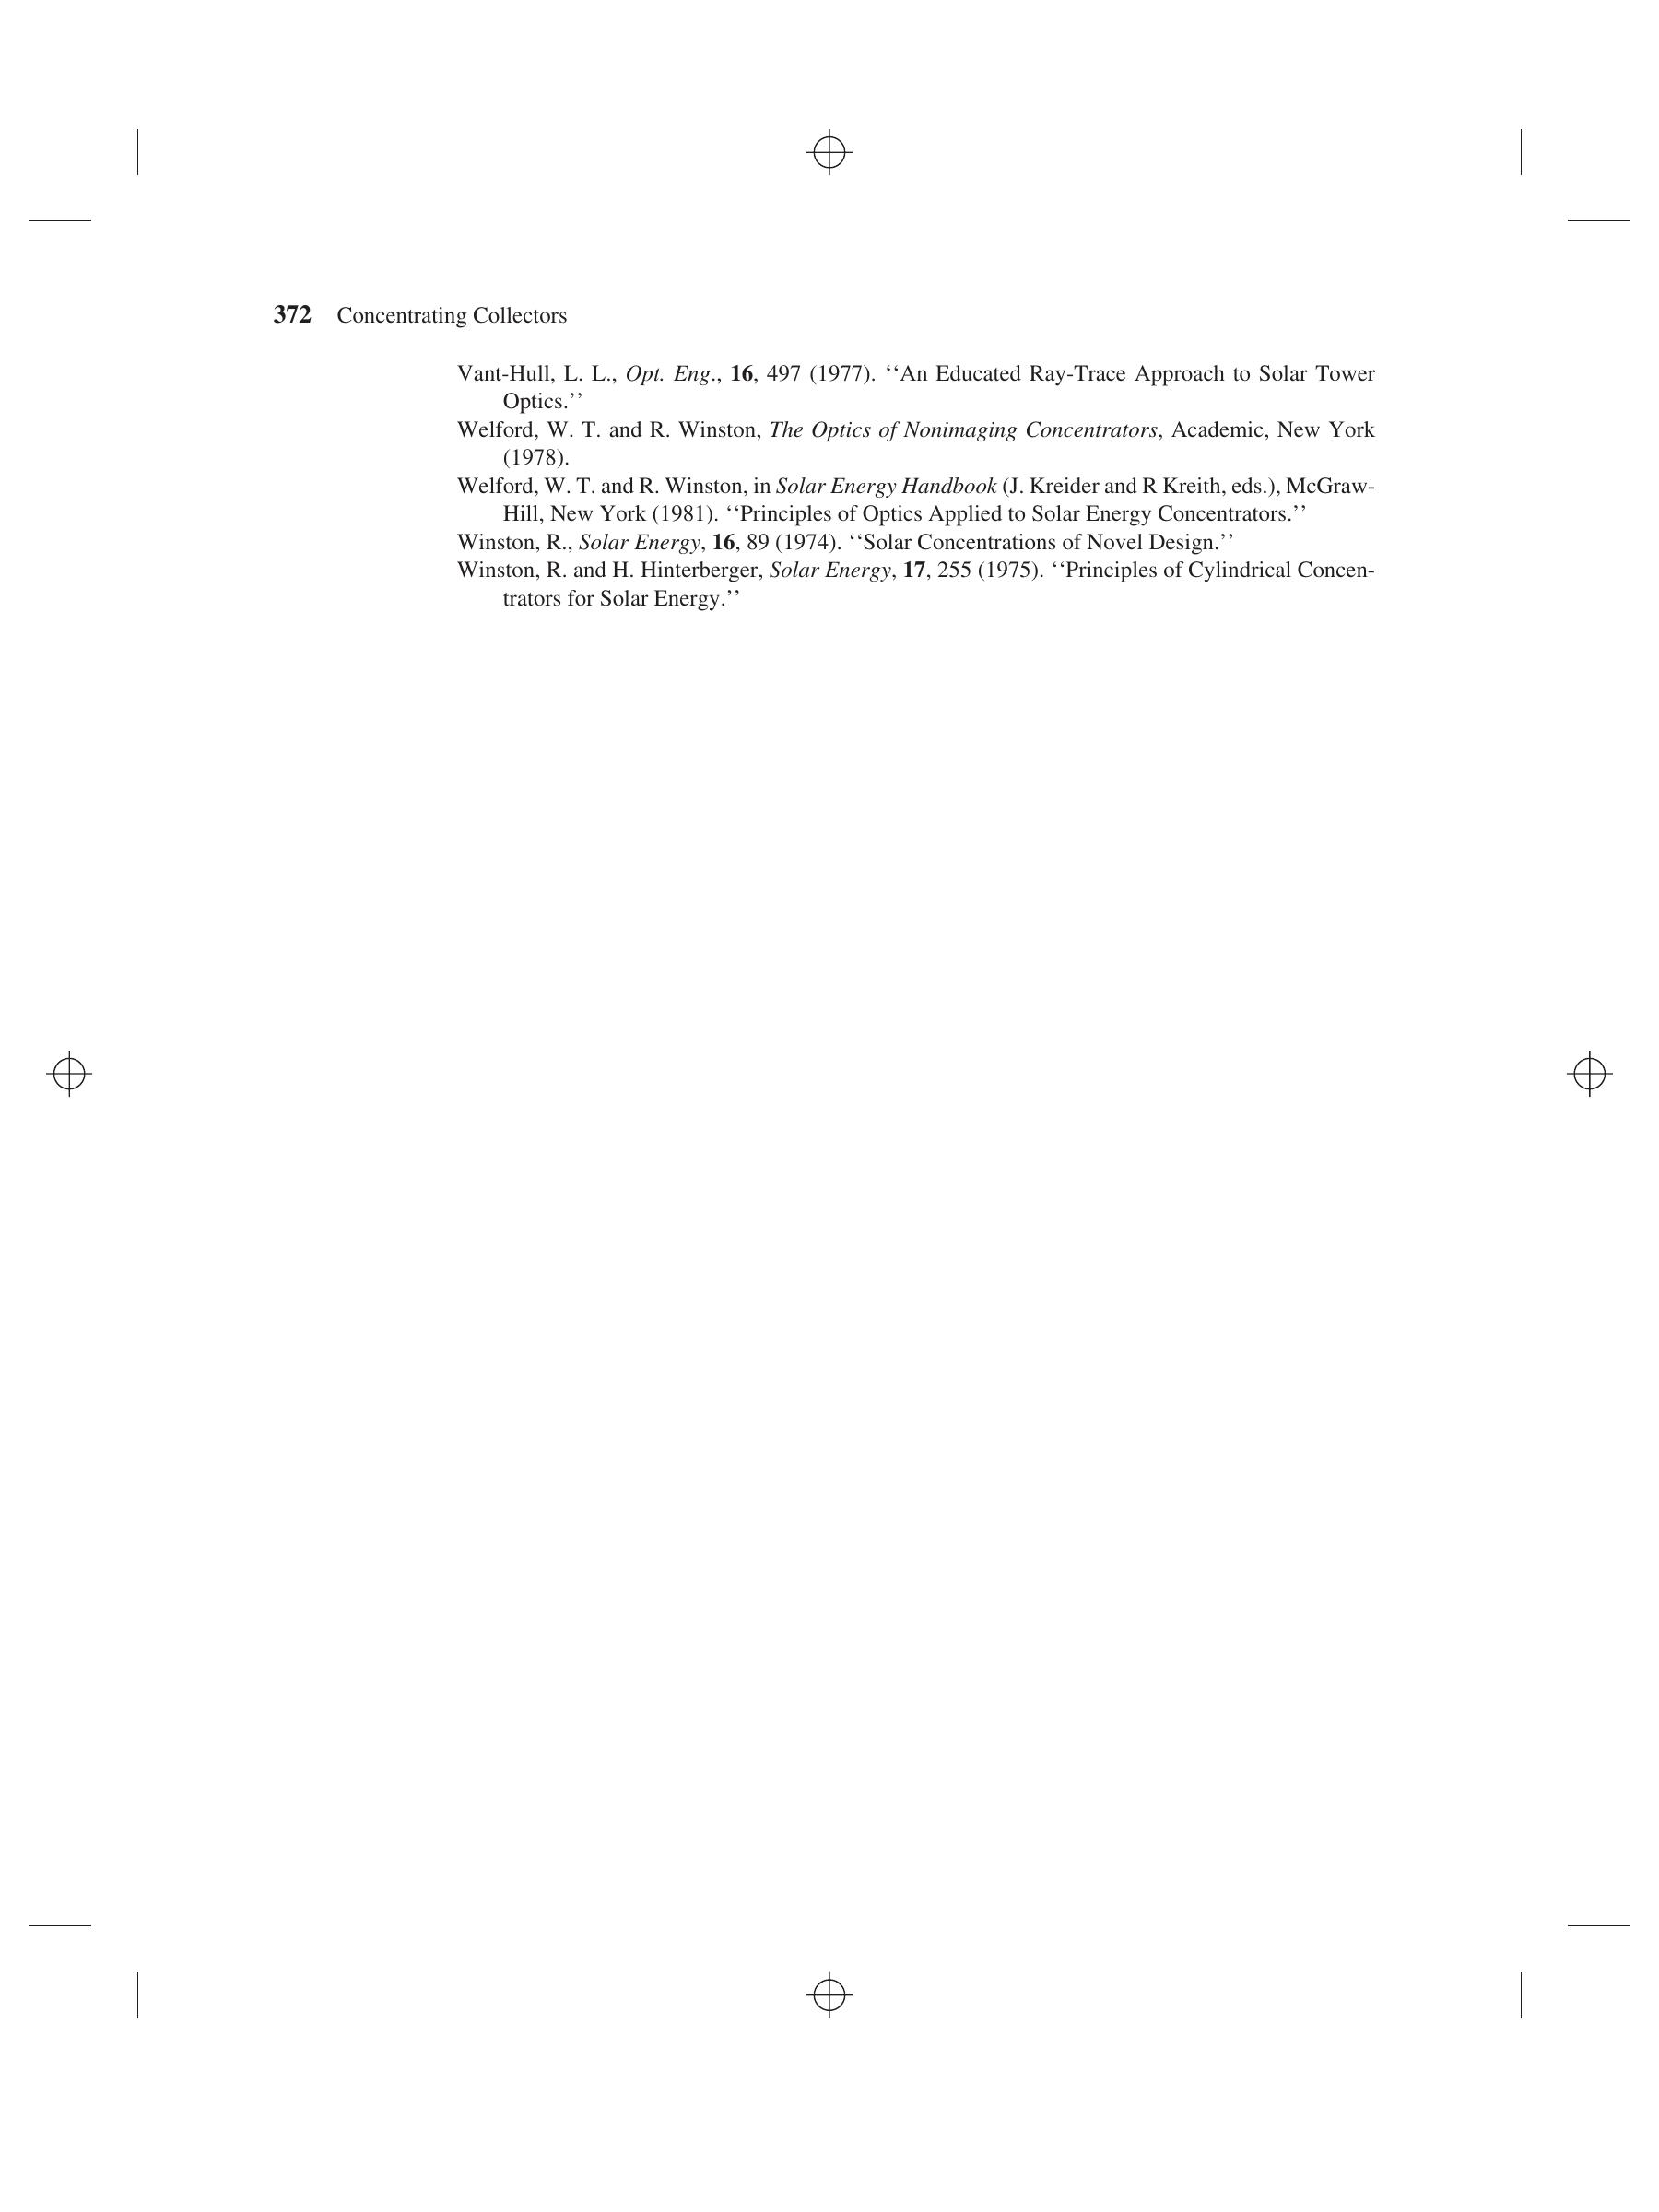 372 Concentrating Collectors
Vant-Hull, L. L., Opt. Eng., 16, 497 (1977). ‘‘An Educated Ray-Trace Approach to Solar Tower
Optics.’’
Welford, W. T. and R. Winston, The Optics of Nonimaging Concentrators, Academic, New York
(1978).
Welford, W. T. and R. Winston, in Solar Energy Handbook (J. Kreider and R Kreith, eds.), McGraw-
Hill, New York (1981). ‘‘Principles of Optics Applied to Solar Energy Concentrators.’’
Winston, R., Solar Energy, 16, 89 (1974). ‘‘Solar Concentrations of Novel Design.’’
Winston, R. and H. Hinterberger, Solar Energy, 17, 255 (1975). ‘‘Principles of Cylindrical Concen-
trators for Solar Energy.’’